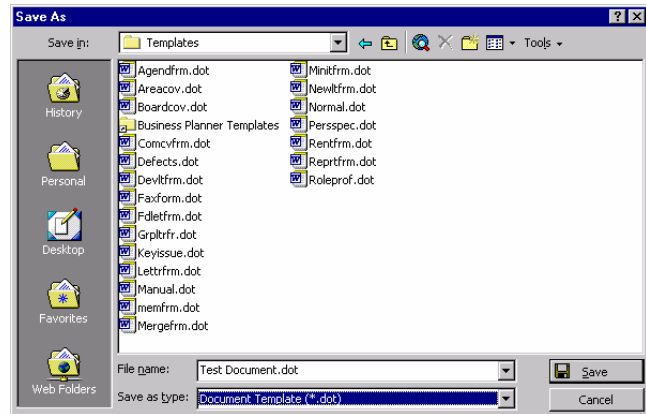 Save As
Save in:
Templates
Tools
History
Personal
Desktop
Favorites
Web Folders
Agendfrm.dot
Areacov.dot
Boardcov.dot
Business Planner Templates
Comcvfrm.dot
Defects.dot
Devltfrm.dot
Faxform.dot
Fdletfrm.dot
Grpltrfr.dot
Keyissue.dot
Lettrfrm.dot
Manual.dot
memfrm.dot
Mergefrm.dot
Minitfrm.dot
Newltfrm.dot
Normal.dot
Persspec.dot
Rentfrm.dot
Reprtfrm.dot
Roleprof.dot
File name:
Test Document.dot
Save
Save as type:
Document Template (*.dot)
Cancel